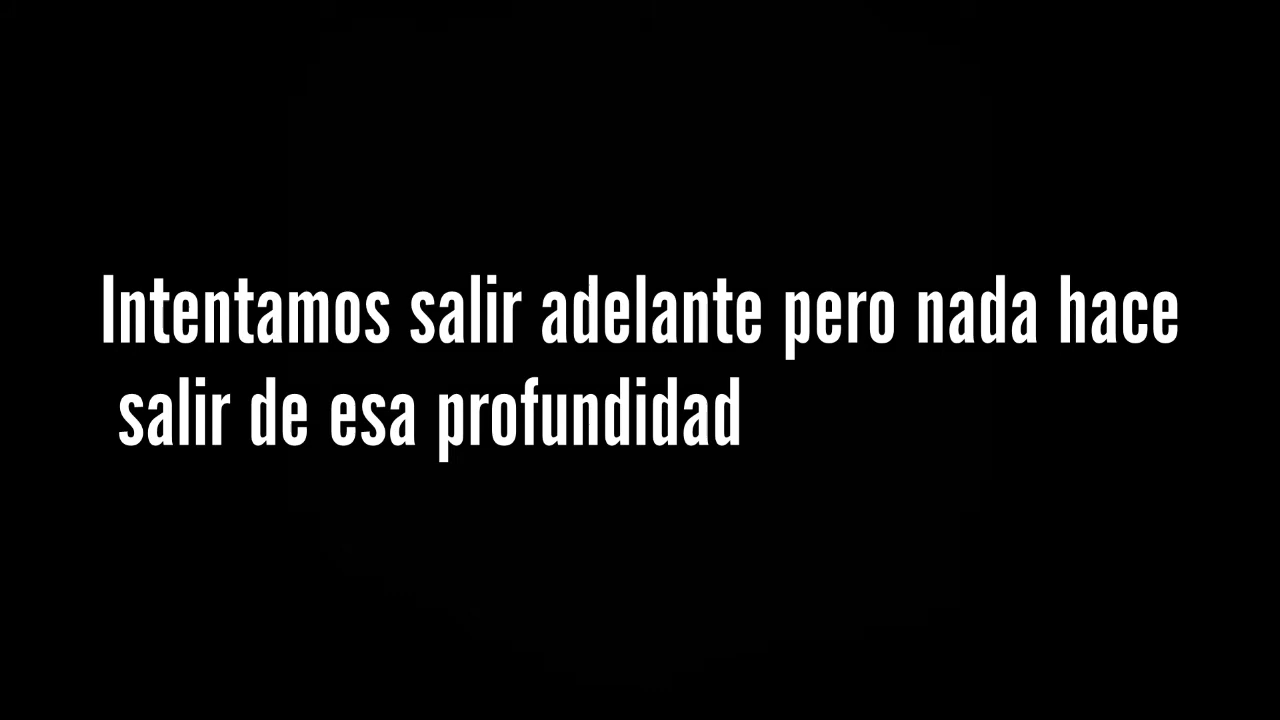 Intentamos salir adelante pero nada hace
salir de esa profundidad